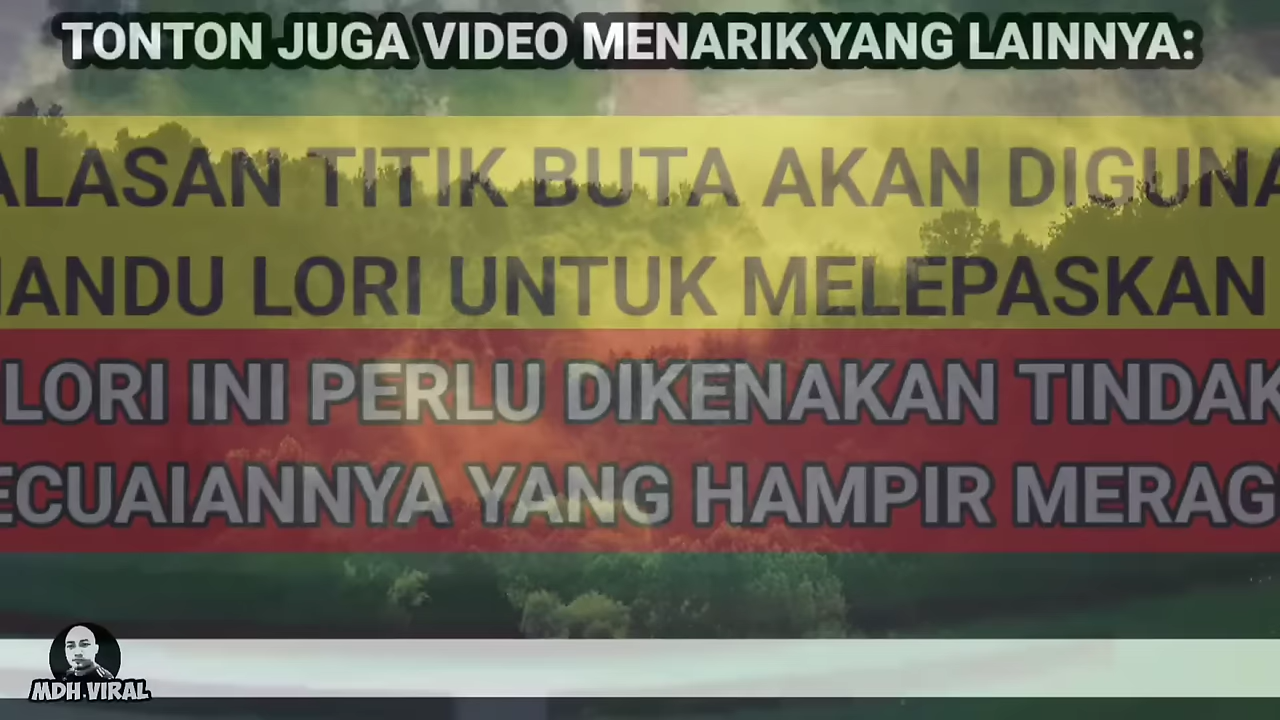 TONTON JUGA VIDEO MENARIK YANG LAINNYA:
ALASAN TITIK BUTA AKAN DIGUNA
ANDU LORI UNTUK MELEPASKAN
LORI INI PERLU DIKENAKAN TINDAK
ECUAIANNYA YANG HAMPIR MERAG
MDH VIRAL